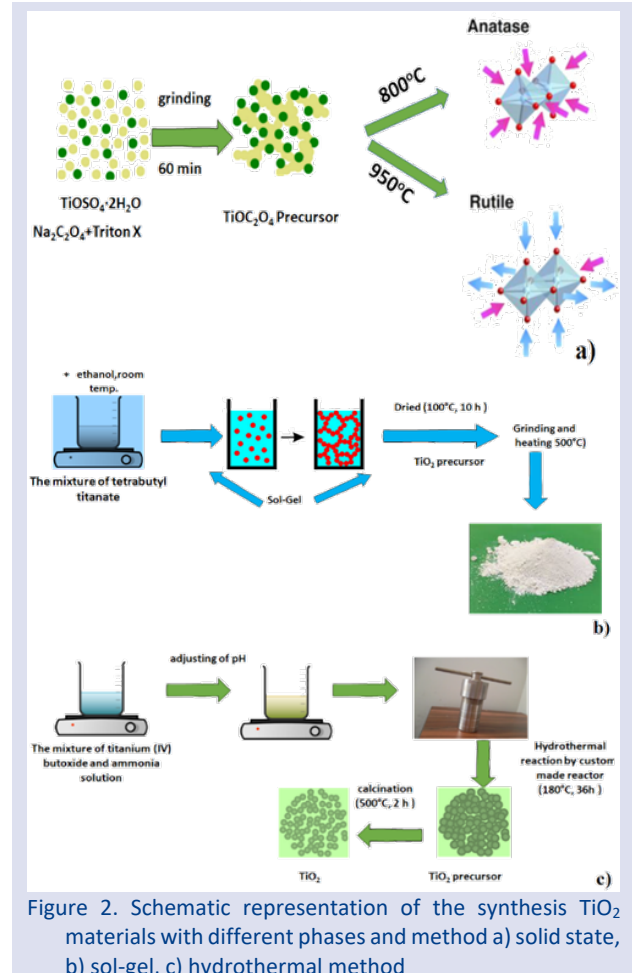 Anatase
grinding
800°C
60 min
950°C
TiOSO₄·2H₂O
Na₂C₂O₄+Triton X
TiOC₂O₄ Precursor
Rutile
a)
+ ethanol,room
temp.
Dried (100°C, 10 h )
Grinding and
heating 500°C)
TiO₂ precursor
The mixture of tetrabutyl
titanate
Sol-Gel
b)
adjusting of pH
The mixture of titanium (IV)
butoxide and ammonia
solution
Hydrothermal
reaction by custom
made reactor
(180°C, 36h )
calcination
(500°C, 2 h )
TiO₂
TiO₂ precursor
c)
Figure 2. Schematic representation of the synthesis TiO₂
materials with different phases and method a) solid state,
b) sol-gel, c) hydrothermal method